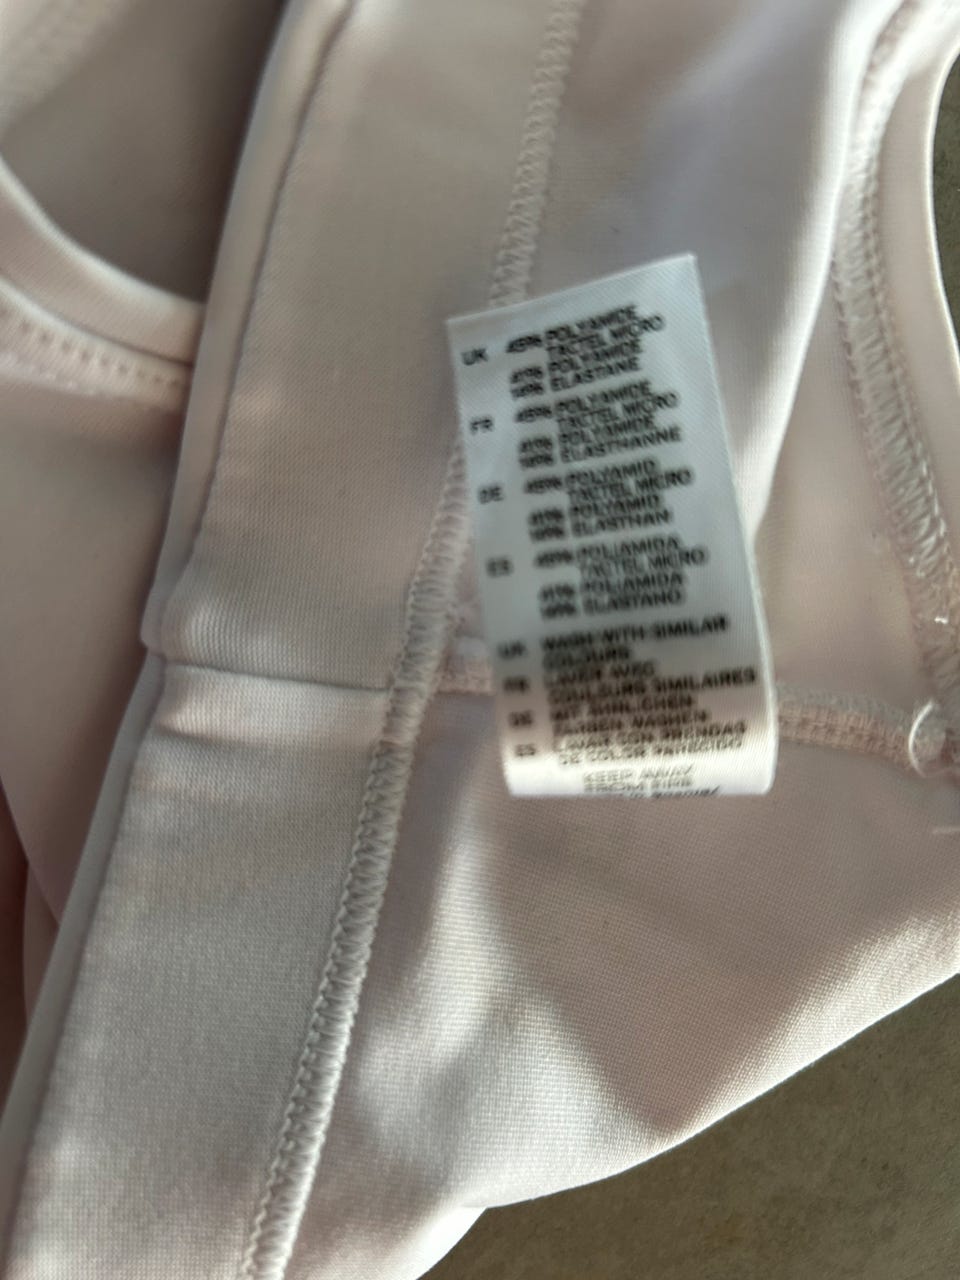 UK 45% POLYAMIDE
TACTEL MICRO
41% POLYAMIDE
14% ELASTANE
FR 45% POLYAMIDE
TACTEL MICRO
41% POLYAMIDE
14% ELASTHANNE
DE 45% POLYAMID
TACTEL MICRO
41% POLYAMID
14% ELASTHAN
ES 45% POLIAMIDA
TACTEL MICRO
41% POLIAMIDA
14% ELASTANO
UK WASH WITH SIMILAR
COLOURS
FR LAVER AVEC
COULEURS SIMILAIRES
DE MIT ÄHNLICHEN
FARBEN WASHEN
ES LAVAR CON PRENDAS
DE COLOR PARECIDO
KEEP AWAY
FROM FIRE